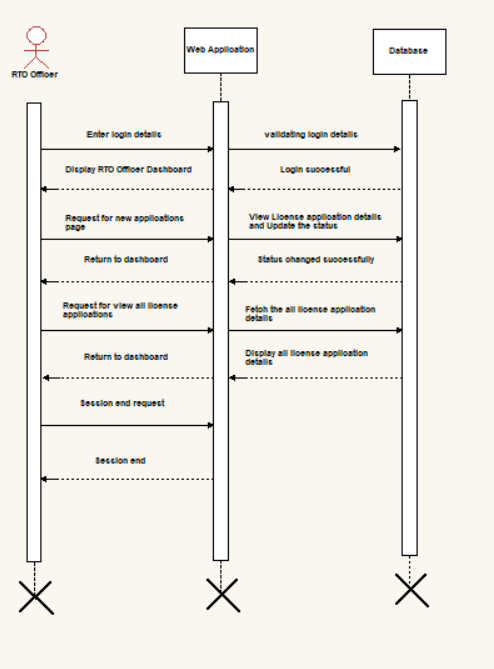 Web Application
Database
RTO Officer
Enter login details
validating login details
Display RTO Officer Dashboard
Login successful
Request for new applications
page
View License application details
and Update the status
Return to dashboard
Status changed successfully
Request for view all license
applications
Fetch the all license application
details
Return to dashboard
Display all license application
details
Session end request
Session end